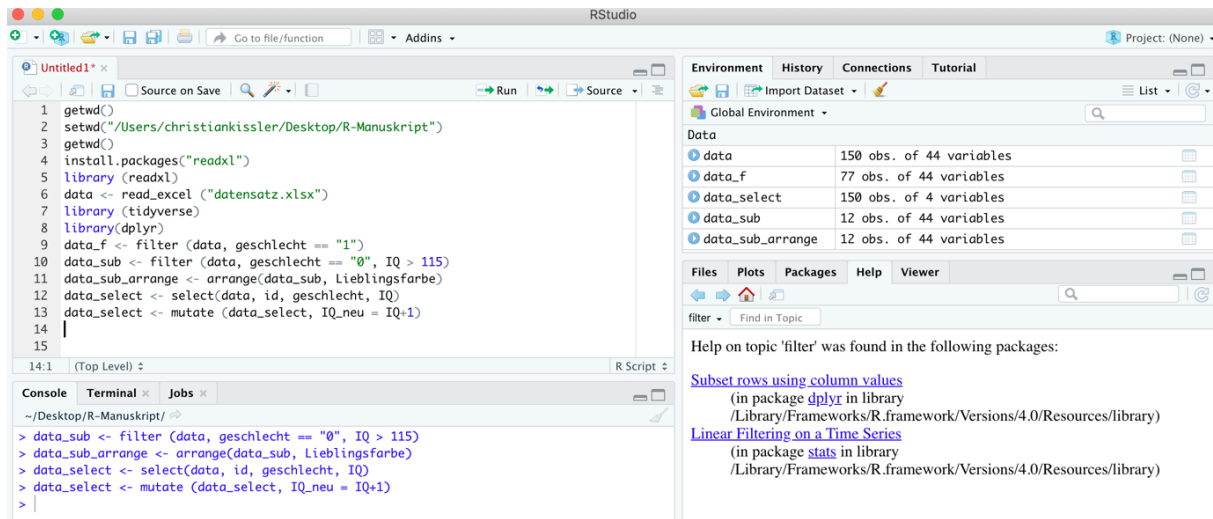 RStudio
Go to file/function
Addins
Project: (None)
Untitled1*
Source on Save
Run
Source
1 getwd()
2 setwd("/Users/christiankissler/Desktop/R-Manuskript")
3 getwd()
4 install.packages("readxl")
5 library (readxl)
6 data <- read_excel ("datensatz.xlsx")
7 library (tidyverse)
8 library(dplyr)
9 data_f <- filter (data, geschlecht == "1")
10 data_sub <- filter (data, geschlecht == "0", IQ > 115)
11 data_sub_arrange <- arrange(data_sub, Lieblingsfarbe)
12 data_select <- select(data, id, geschlecht, IQ)
13 data_select <- mutate (data_select, IQ_neu = IQ+1)
14
15
14:1 (Top Level) R Script
Console Terminal Jobs
~/Desktop/R-Manuskript/
> data_sub <- filter (data, geschlecht == "0", IQ > 115)
> data_sub_arrange <- arrange(data_sub, Lieblingsfarbe)
> data_select <- select(data, id, geschlecht, IQ)
> data_select <- mutate (data_select, IQ_neu = IQ+1)
>
Environment History Connections Tutorial
Import Dataset List
Global Environment
Data
data 150 obs. of 44 variables
data_f 77 obs. of 44 variables
data_select 150 obs. of 4 variables
data_sub 12 obs. of 44 variables
data_sub_arrange 12 obs. of 44 variables
Files Plots Packages Help Viewer
filter Find in Topic
Help on topic 'filter' was found in the following packages:
Subset rows using column values
(in package dplyr in library
/Library/Frameworks/R.framework/Versions/4.0/Resources/library)
Linear Filtering on a Time Series
(in package stats in library
/Library/Frameworks/R.framework/Versions/4.0/Resources/library)